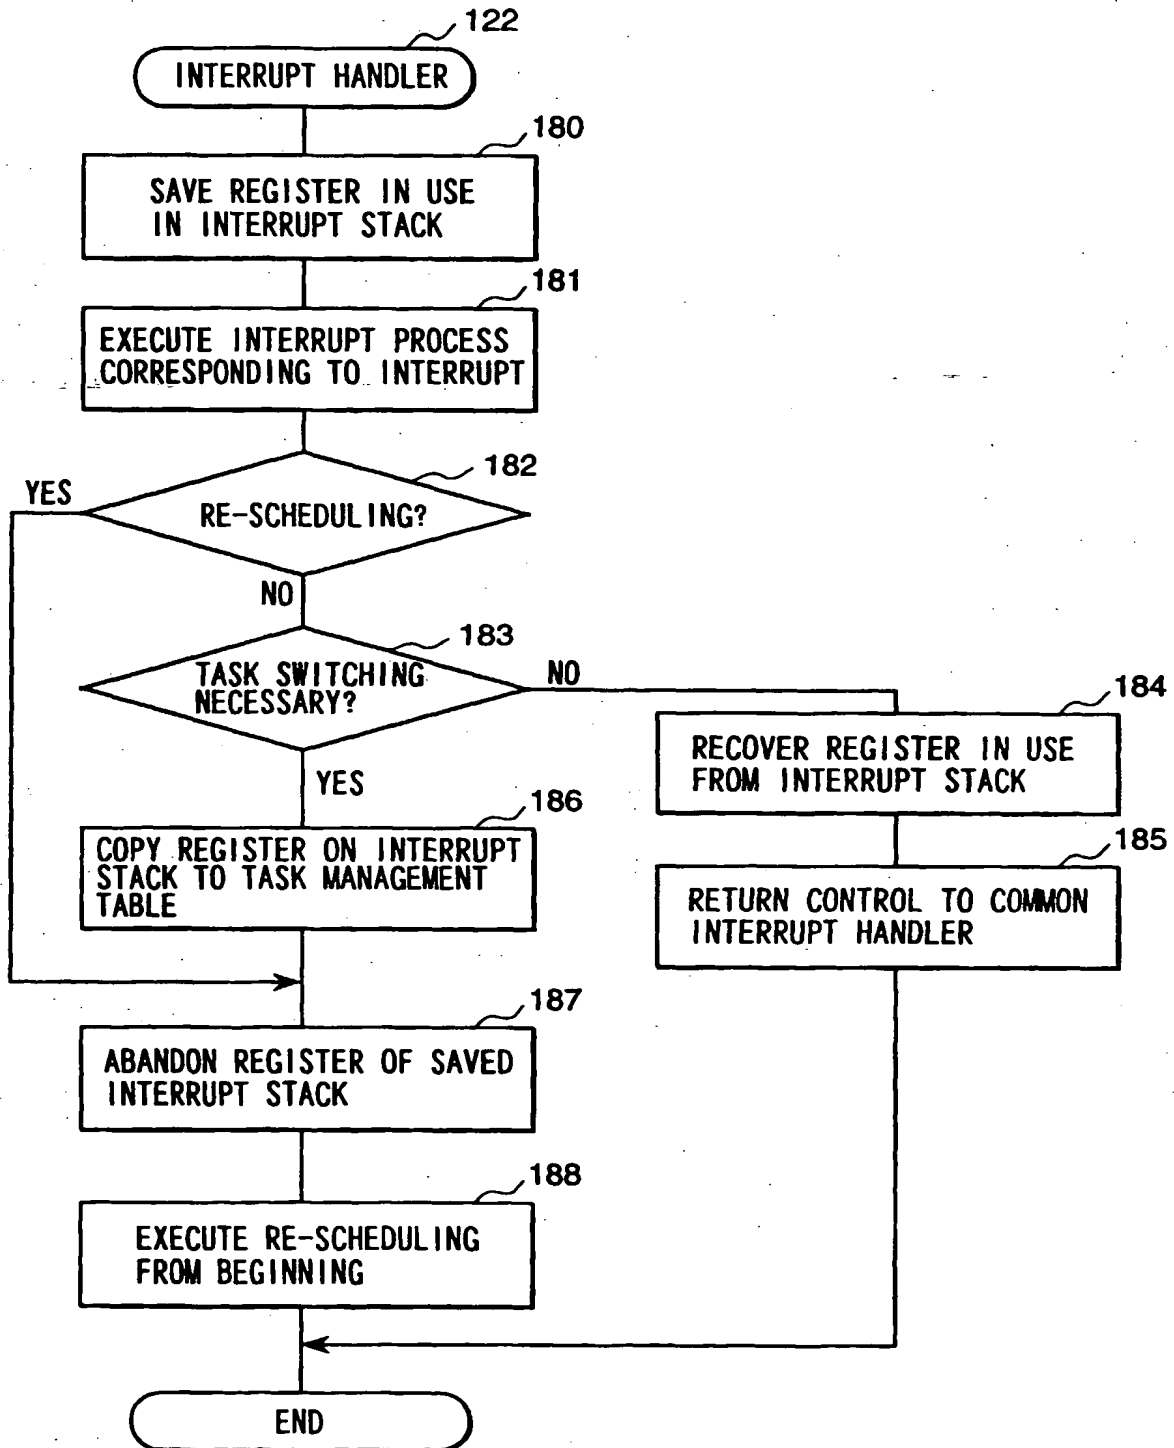 122
INTERRUPT HANDLER
180
SAVE REGISTER IN USE
IN INTERRUPT STACK
181
EXECUTE INTERRUPT PROCESS
CORRESPONDING TO INTERRUPT
182
YES
RE-SCHEDULING?
NO
183
TASK SWITCHING
NECESSARY?
NO
184
RECOVER REGISTER IN USE
FROM INTERRUPT STACK
YES
186
COPY REGISTER ON INTERRUPT
STACK TO TASK MANAGEMENT
TABLE
185
RETURN CONTROL TO COMMON
INTERRUPT HANDLER
187
ABANDON REGISTER OF SAVED
INTERRUPT STACK
188
EXECUTE RE-SCHEDULING
FROM BEGINNING
END